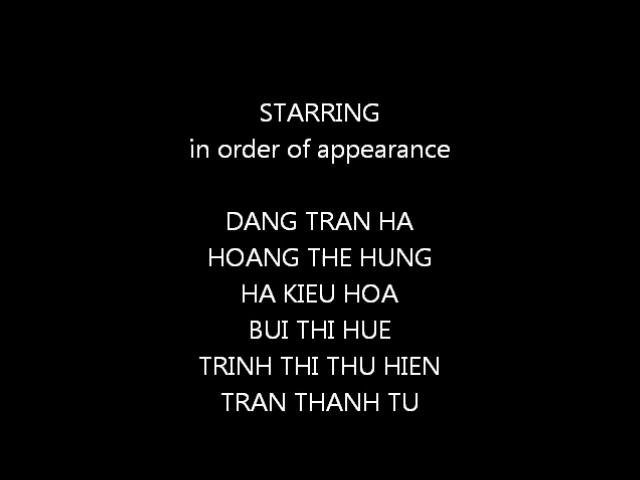 STARRING
in order of appearance
DANG TRAN HA
HOANG THE HUNG
HA KIEU HOA
BUI THI HUE
TRINH THI THU HIEN
TRAN THANH TU